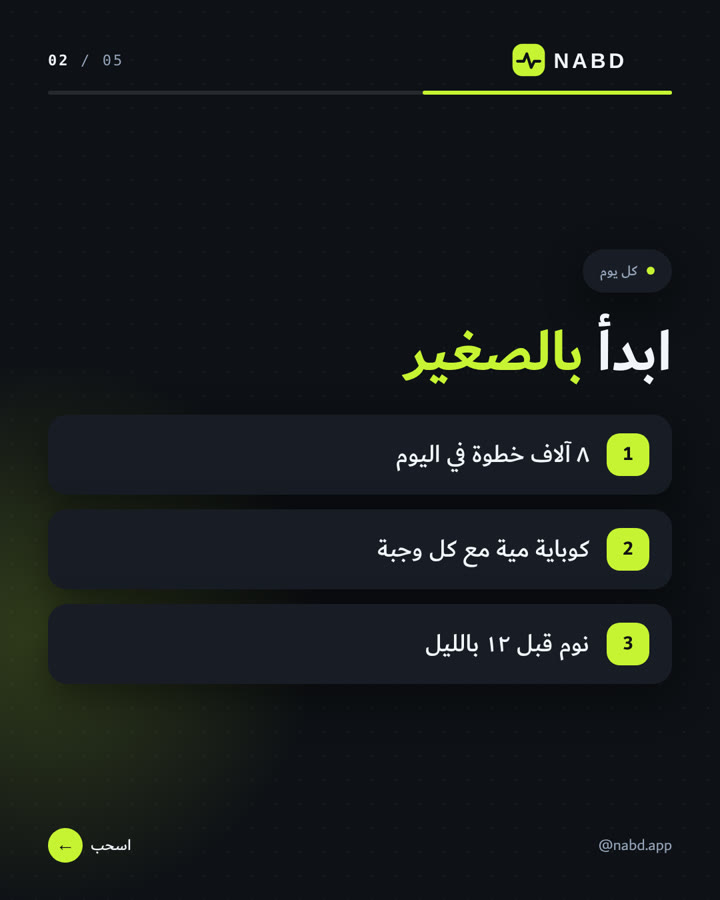 NABD
02 / 05
كل يوم
ابدأ بالصغير
1 ٨ آلاف خطوة في اليوم
2 كوباية مية مع كل وجبة
3 نوم قبل ١٢ بالليل
@nabd.app
اسحب ←